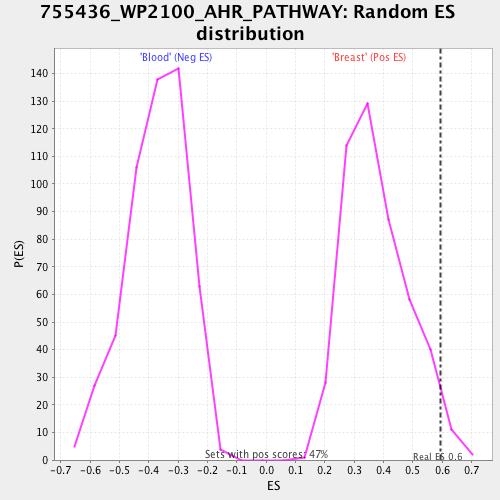 755436_WP2100_AHR_PATHWAY: Random ES
distribution
'Blood' (Neg ES) 'Breast' (Pos ES)
140
130
120
110
100
90
80
70
60
50
40
30
20
10
0
P(ES)
Sets with pos scores: 47%
Real ES 0.6
-0.7 -0.6 -0.5 -0.4 -0.3 -0.2 -0.1 0.0 0.1 0.2 0.3 0.4 0.5 0.6 0.7
ES